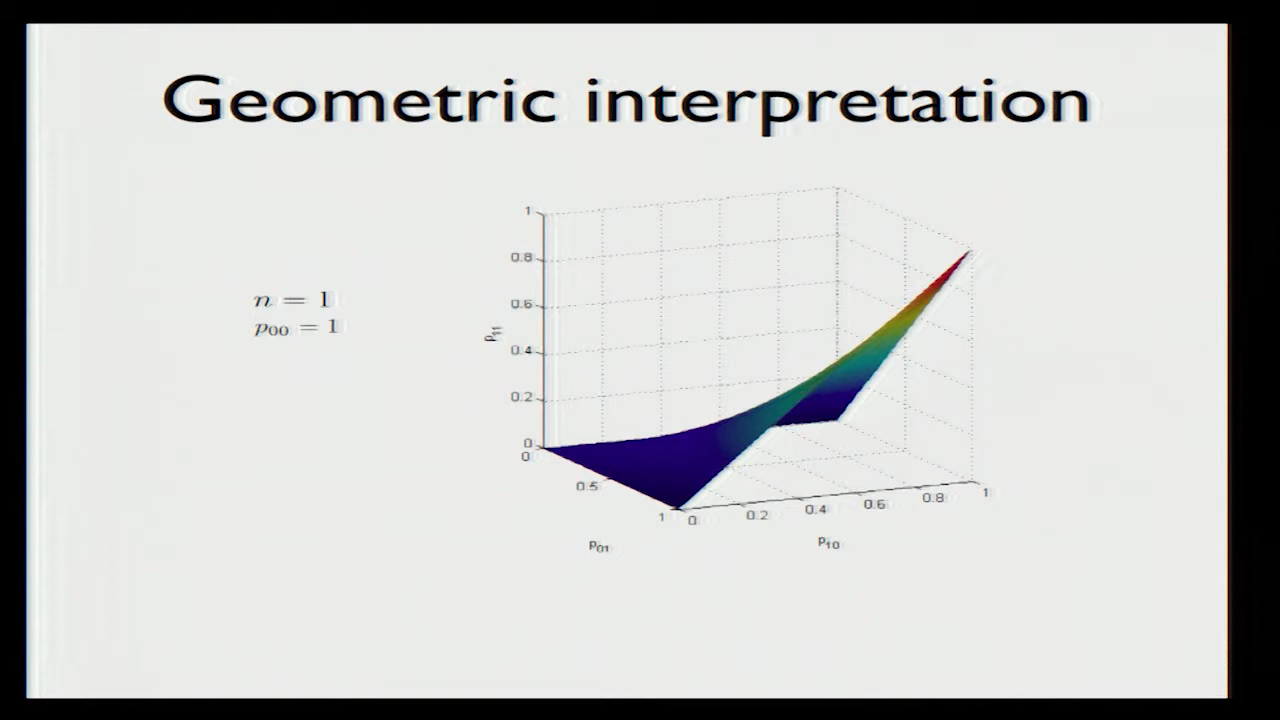 Geometric interpretation
n = 1
p00 = 1
1
0.8
0.6
0.4
0.2
0
p11
0
0.5
1
p01
0
0.2
0.4
0.6
0.8
1
p10